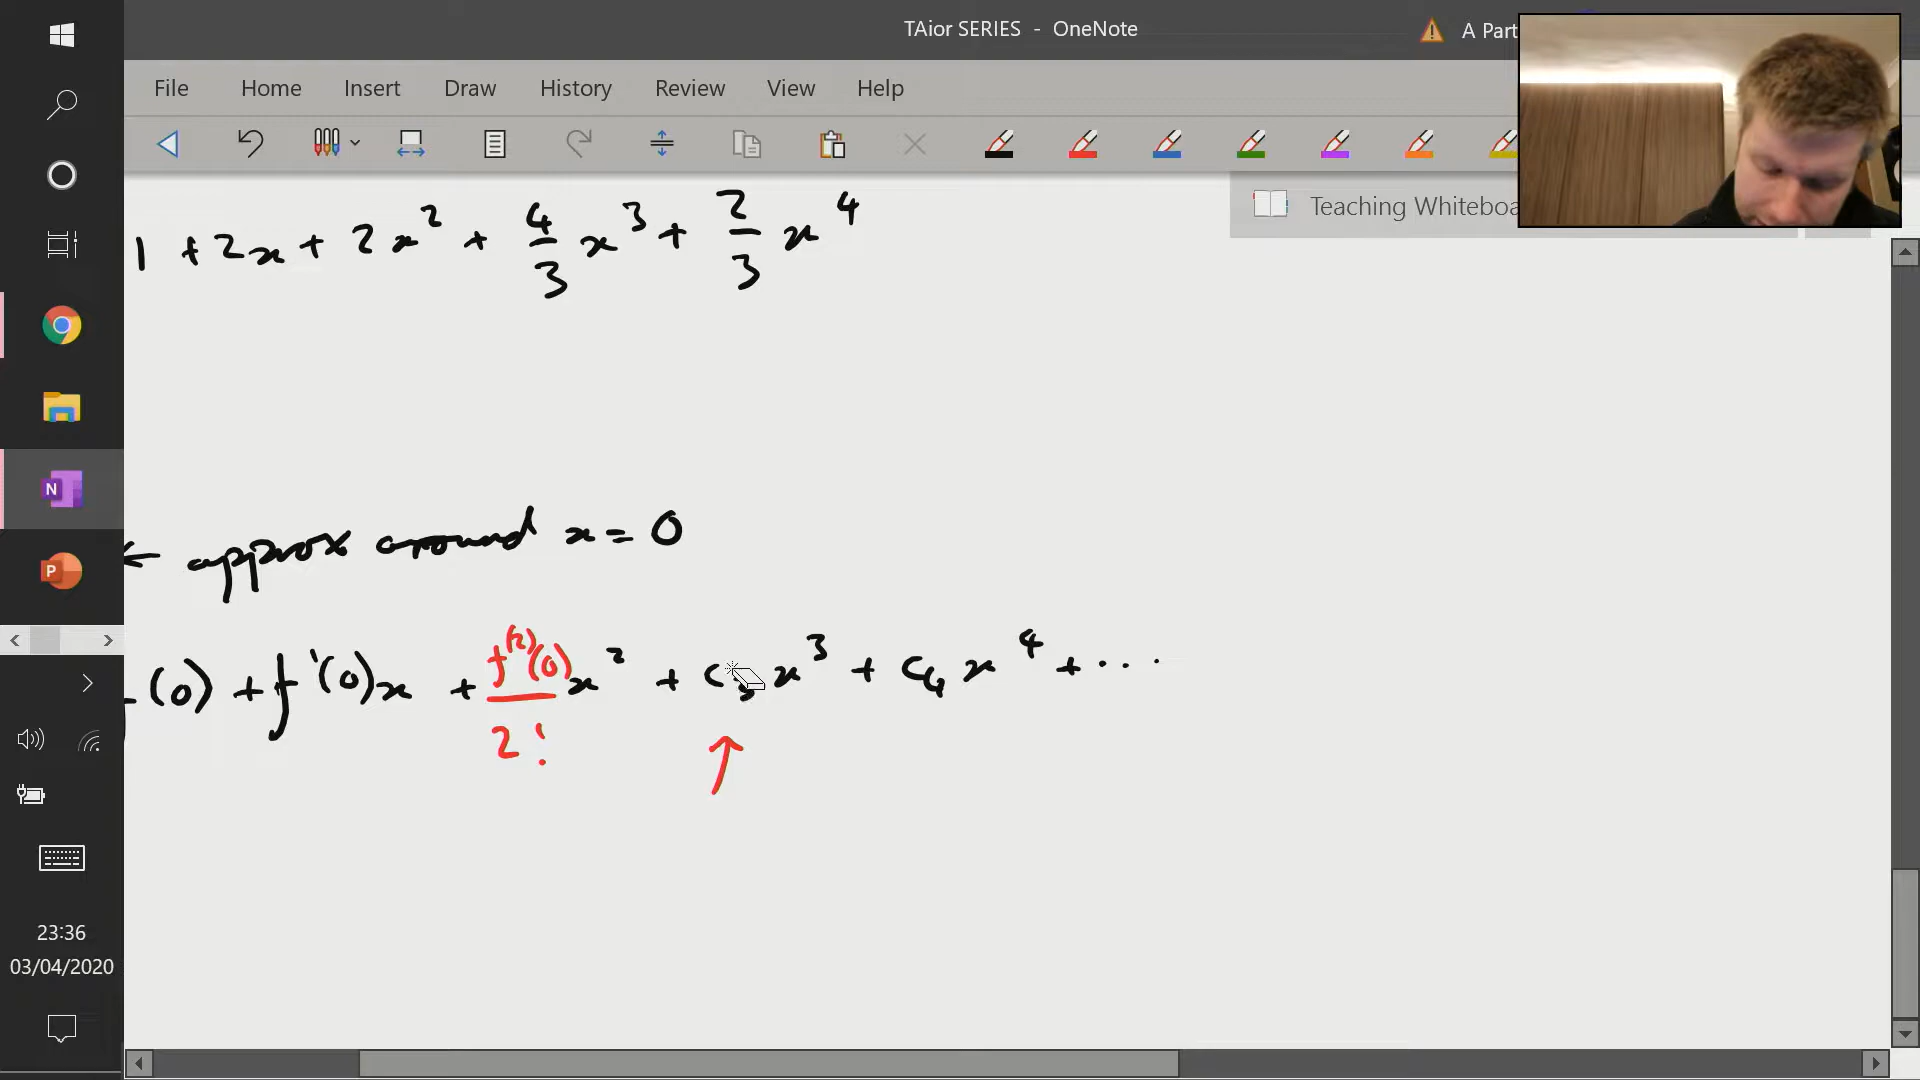 TAior SERIES - OneNote
A Part
File Home Insert Draw History Review View Help
Teaching Whiteboa
1 + 2x + 2x² + 4/3 x³ + 2/3 x⁴
← approx around x = 0
(0) + f'(0)x + f⁽²⁾(0)/2! x² + C₃x³ + C₄x⁴ + ...
↑
N
P
23:36
03/04/2020